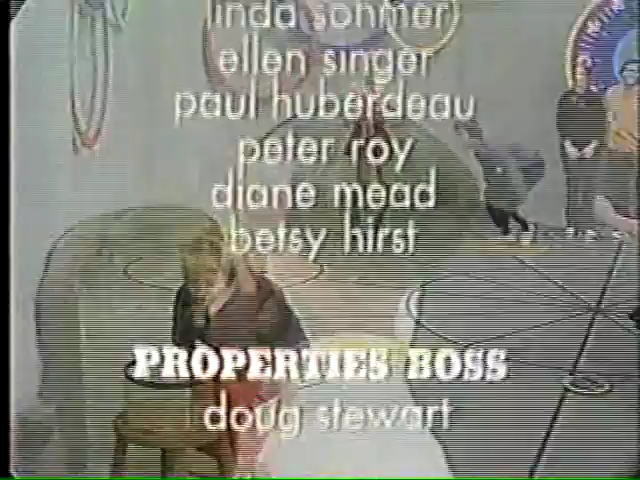 linda sohmer
ellen singer
paul huberdeau
peter roy
diane mead
betsy hirst
PROPERTIES BOSS
doug stewart